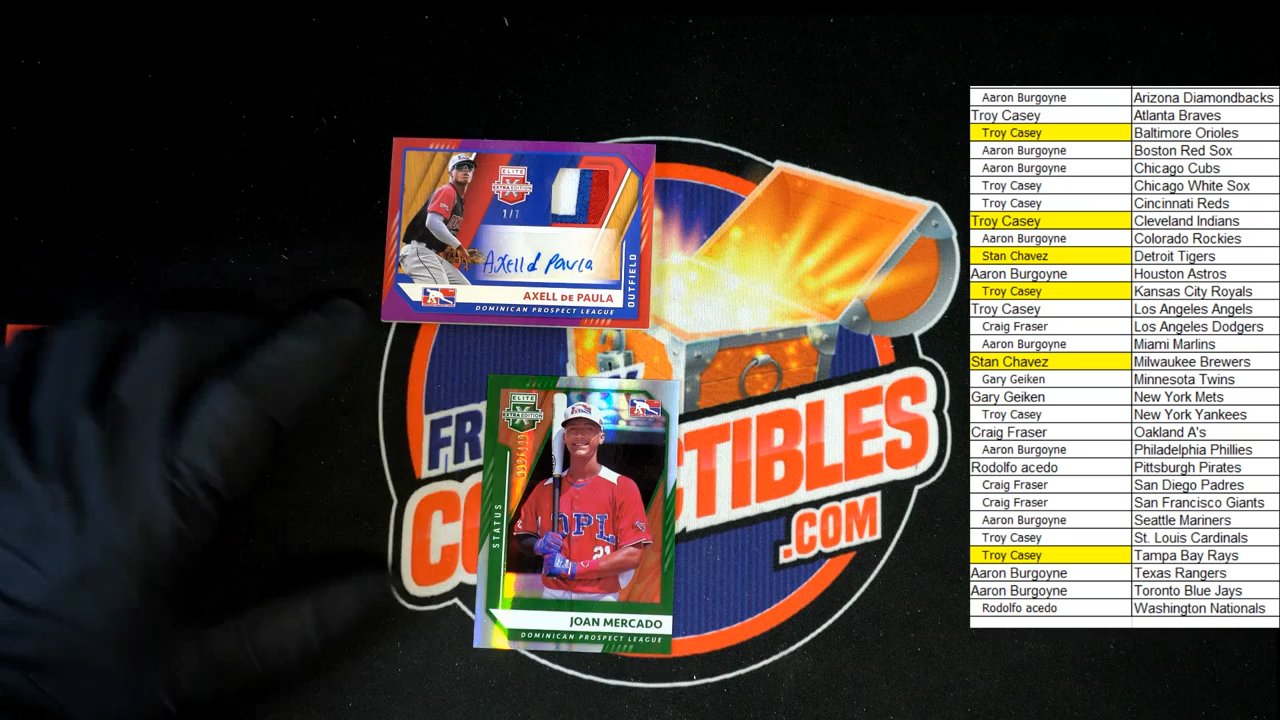 ELITE
EXTRA EDITION
1/7
Axell d Paula
AXELL DE PAULA
DOMINICAN PROSPECT LEAGUE
OUTFIELD
ELITE
EXTRA EDITION
STATUS
DPL
21
JOAN MERCADO
DOMINICAN PROSPECT LEAGUE
FR
CO
CTIBLES
.COM
Aaron Burgoyne Arizona Diamondbacks
Troy Casey Atlanta Braves
Troy Casey Baltimore Orioles
Aaron Burgoyne Boston Red Sox
Aaron Burgoyne Chicago Cubs
Troy Casey Chicago White Sox
Troy Casey Cincinnati Reds
Troy Casey Cleveland Indians
Aaron Burgoyne Colorado Rockies
Stan Chavez Detroit Tigers
Aaron Burgoyne Houston Astros
Troy Casey Kansas City Royals
Troy Casey Los Angeles Angels
Craig Fraser Los Angeles Dodgers
Aaron Burgoyne Miami Marlins
Stan Chavez Milwaukee Brewers
Gary Geiken Minnesota Twins
Gary Geiken New York Mets
Troy Casey New York Yankees
Craig Fraser Oakland A's
Aaron Burgoyne Philadelphia Phillies
Rodolfo acedo Pittsburgh Pirates
Craig Fraser San Diego Padres
Craig Fraser San Francisco Giants
Aaron Burgoyne Seattle Mariners
Troy Casey St. Louis Cardinals
Troy Casey Tampa Bay Rays
Aaron Burgoyne Texas Rangers
Aaron Burgoyne Toronto Blue Jays
Rodolfo acedo Washington Nationals